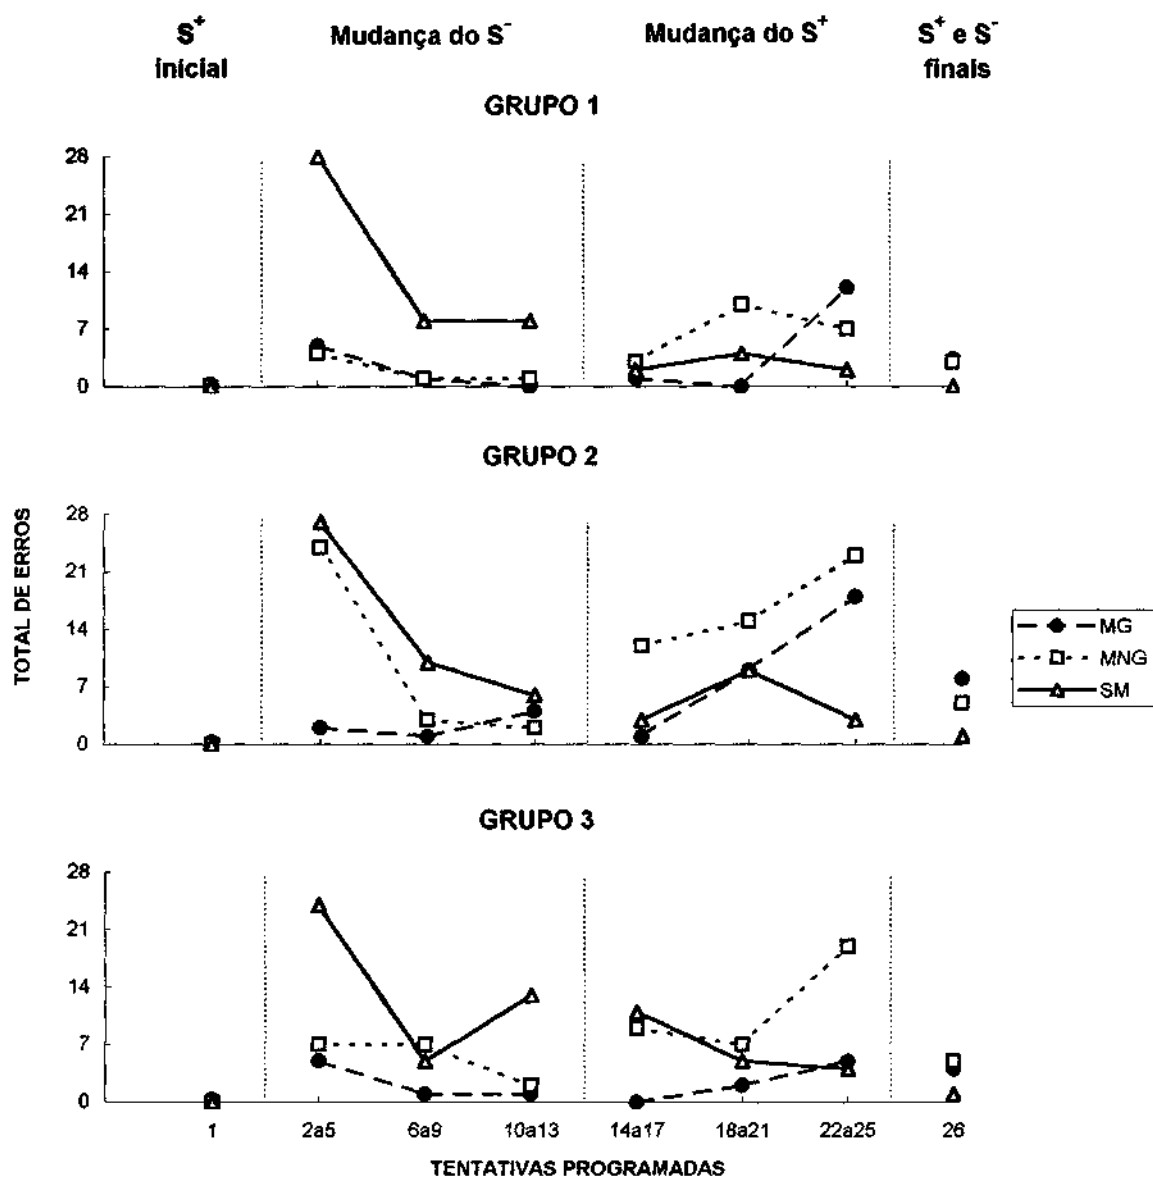 S+ inicial
Mudança do S-
Mudança do S+
S+ e S- finais
GRUPO 1
28
21
14
7
0
GRUPO 2
TOTAL DE ERROS
28
21
14
7
0
MG
MNG
SM
GRUPO 3
28
21
14
7
0
1 2a5 6a9 10a13 14a17 18a21 22a25 26
TENTATIVAS PROGRAMADAS